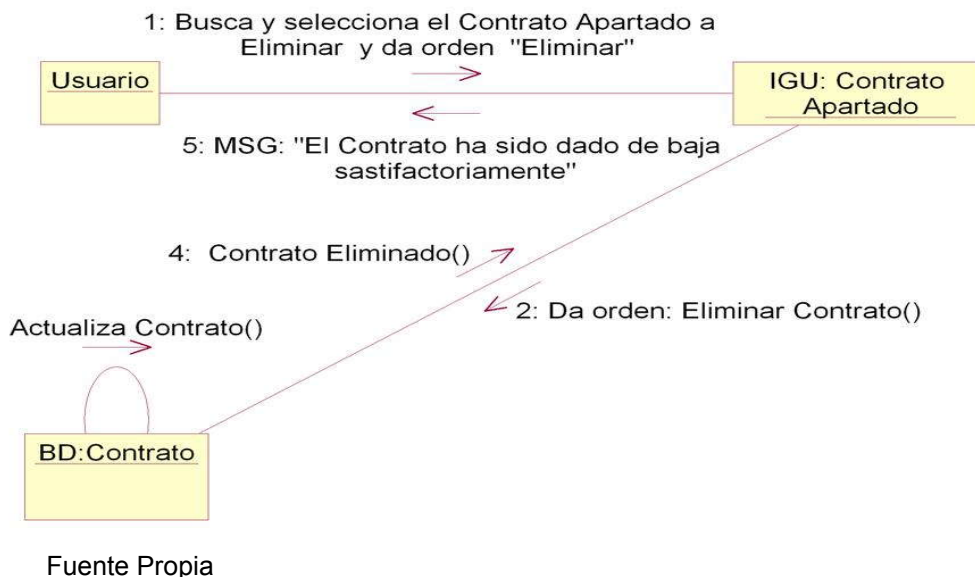 1: Busca y selecciona el Contrato Apartado a
Eliminar y da orden "Eliminar"
Usuario
IGU: Contrato
Apartado
5: MSG: "El Contrato ha sido dado de baja
sastifactoriamente"
4: Contrato Eliminado()
2: Da orden: Eliminar Contrato()
Actualiza Contrato()
BD:Contrato
Fuente Propia